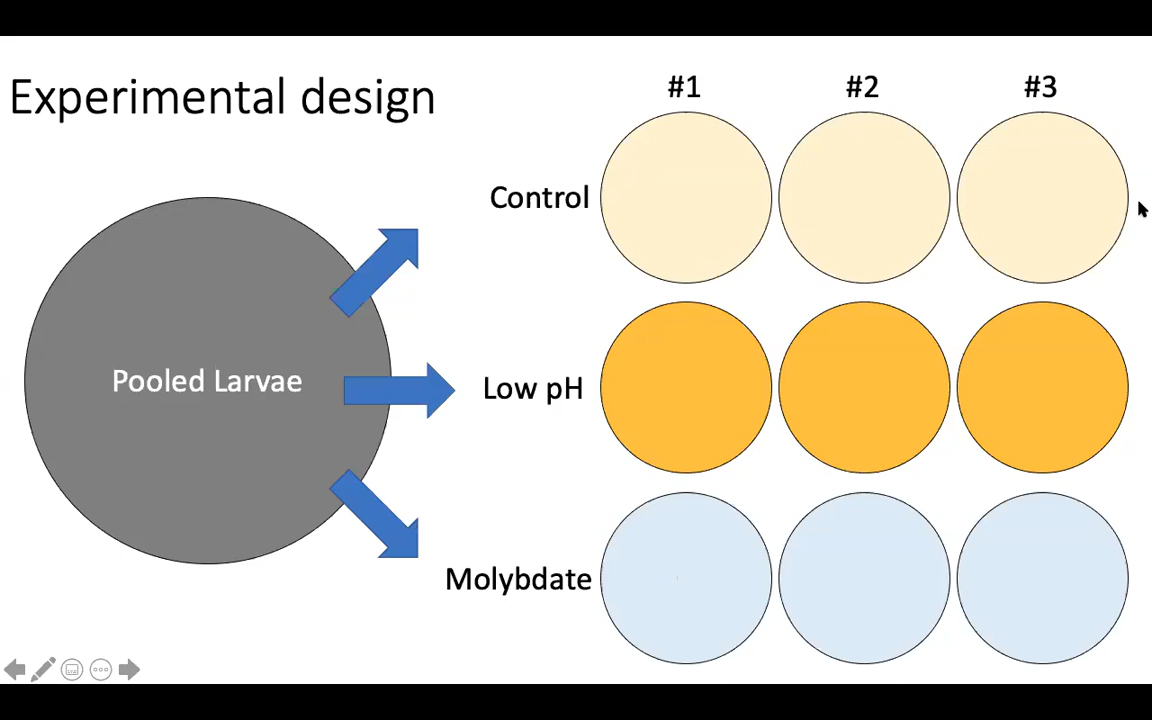 Experimental design
#1 #2 #3
Control
Pooled Larvae
Low pH
Molybdate